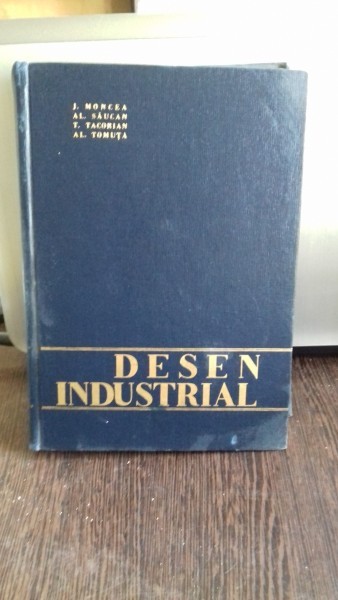 J. MONCEA
AL. SĂUCAN
T. TACORIAN
AL. TOMUȚA
DESEN
INDUSTRIAL